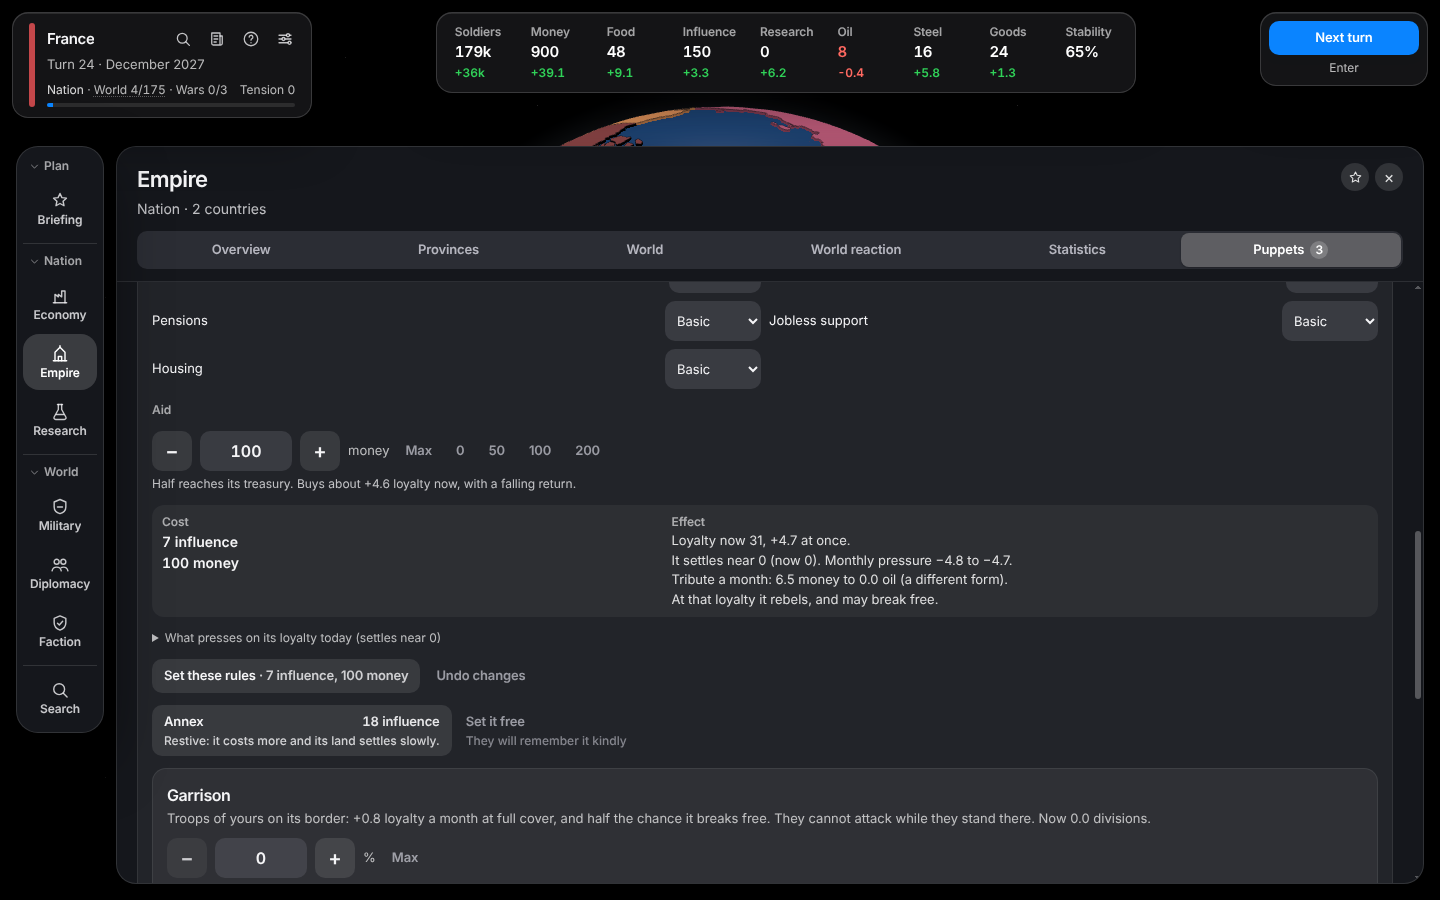 France
Turn 24 · December 2027
Nation · World 4/175 · Wars 0/3 Tension 0
Soldiers Money Food Influence Research Oil Steel Goods Stability
179k 900 48 150 0 8 16 24 65%
+36k +39.1 +9.1 +3.3 +6.2 -0.4 +5.8 +1.3
Next turn
Enter
Plan
Briefing
Nation
Economy
Empire
Research
World
Military
Diplomacy
Faction
Search
Empire
Nation · 2 countries
Overview Provinces World World reaction Statistics Puppets 3
Pensions Basic Jobless support Basic
Housing Basic
Aid
− 100 + money Max 0 50 100 200
Half reaches its treasury. Buys about +4.6 loyalty now, with a falling return.
Cost
7 influence
100 money
Effect
Loyalty now 31, +4.7 at once.
It settles near 0 (now 0). Monthly pressure −4.8 to −4.7.
Tribute a month: 6.5 money to 0.0 oil (a different form).
At that loyalty it rebels, and may break free.
What presses on its loyalty today (settles near 0)
Set these rules · 7 influence, 100 money Undo changes
Annex 18 influence
Restive: it costs more and its land settles slowly.
Set it free
They will remember it kindly
Garrison
Troops of yours on its border: +0.8 loyalty a month at full cover, and half the chance it breaks free. They cannot attack while they stand there. Now 0.0 divisions.
− 0 + % Max